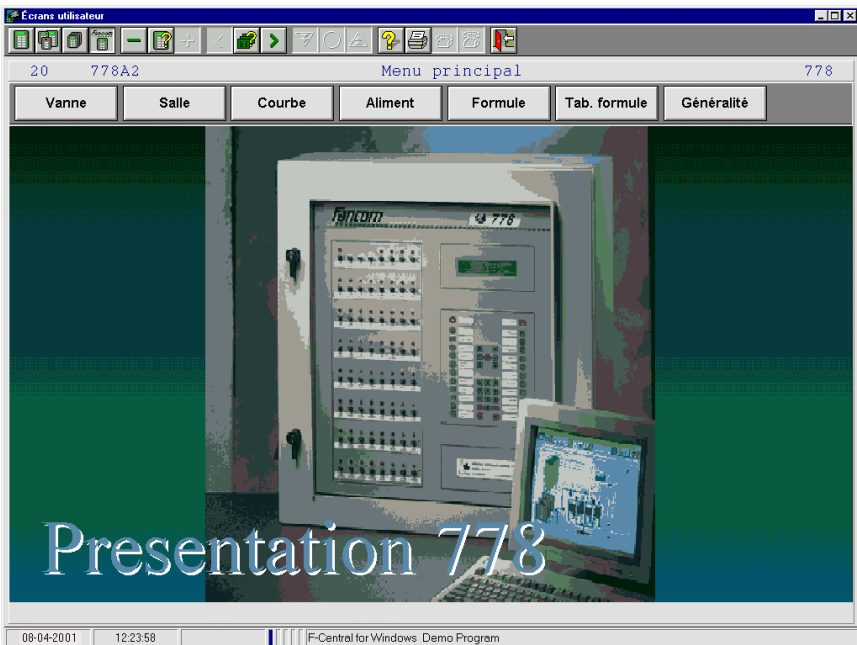 Écrans utilisateur
20 778A2 Menu principal 778
Vanne Salle Courbe Aliment Formule Tab. formule Généralité
Fancom 778
Presentation 778
08-04-2001 12:23:58 F-Central for Windows Demo Program